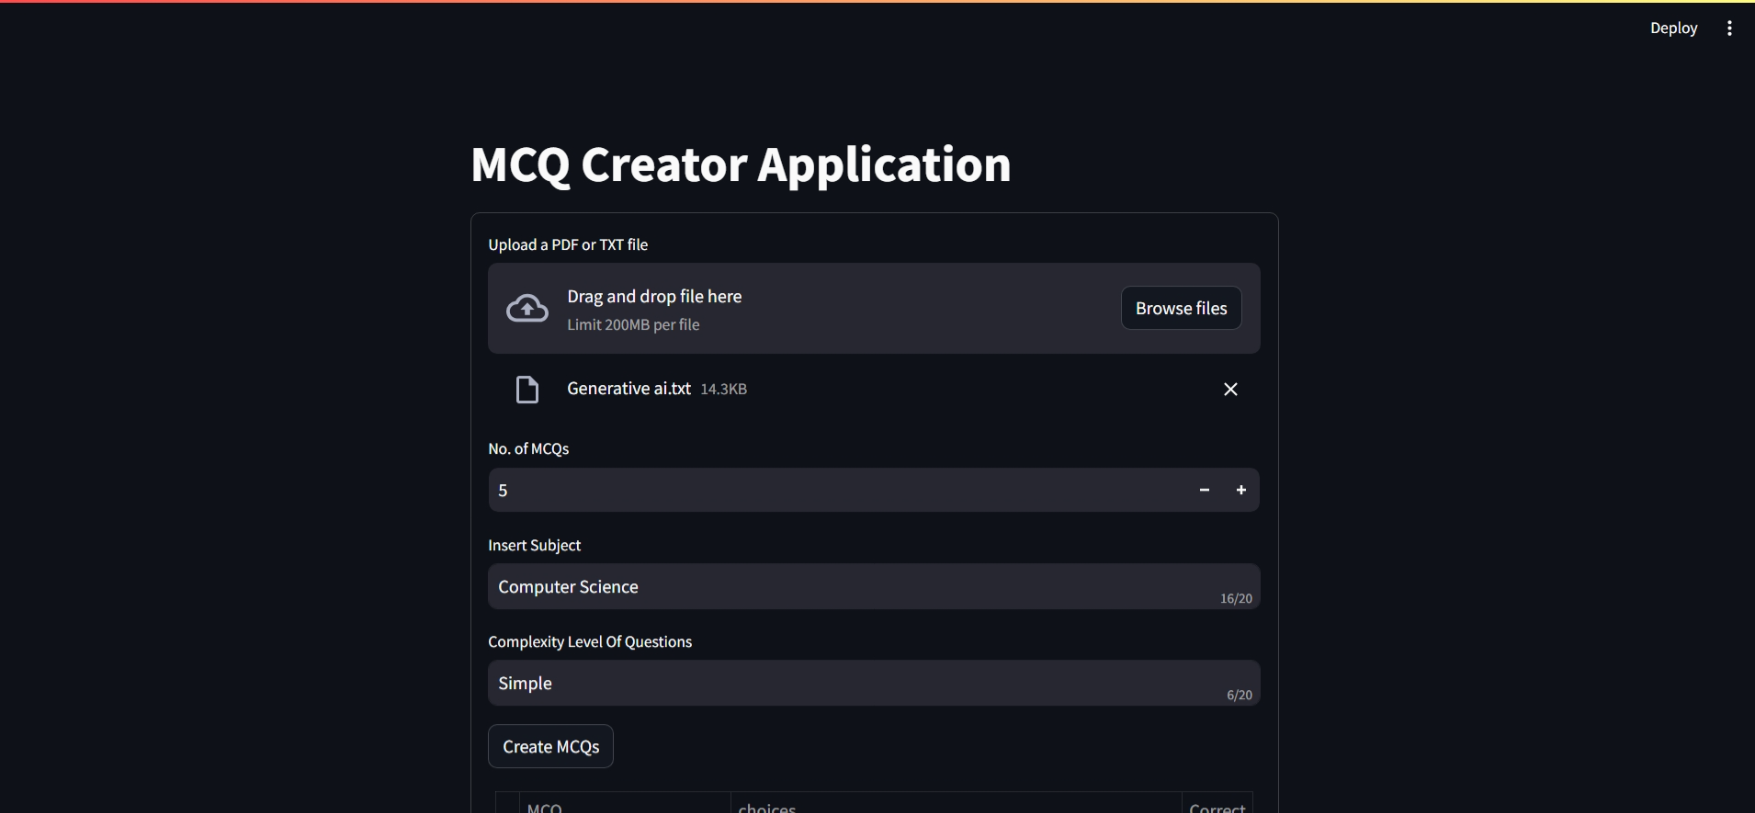 Deploy
MCQ Creator Application
Upload a PDF or TXT file
Drag and drop file here
Limit 200MB per file
Browse files
Generative ai.txt 14.3KB
No. of MCQs
5
Insert Subject
Computer Science
16/20
Complexity Level Of Questions
Simple
6/20
Create MCQs
MCQ choices Correct